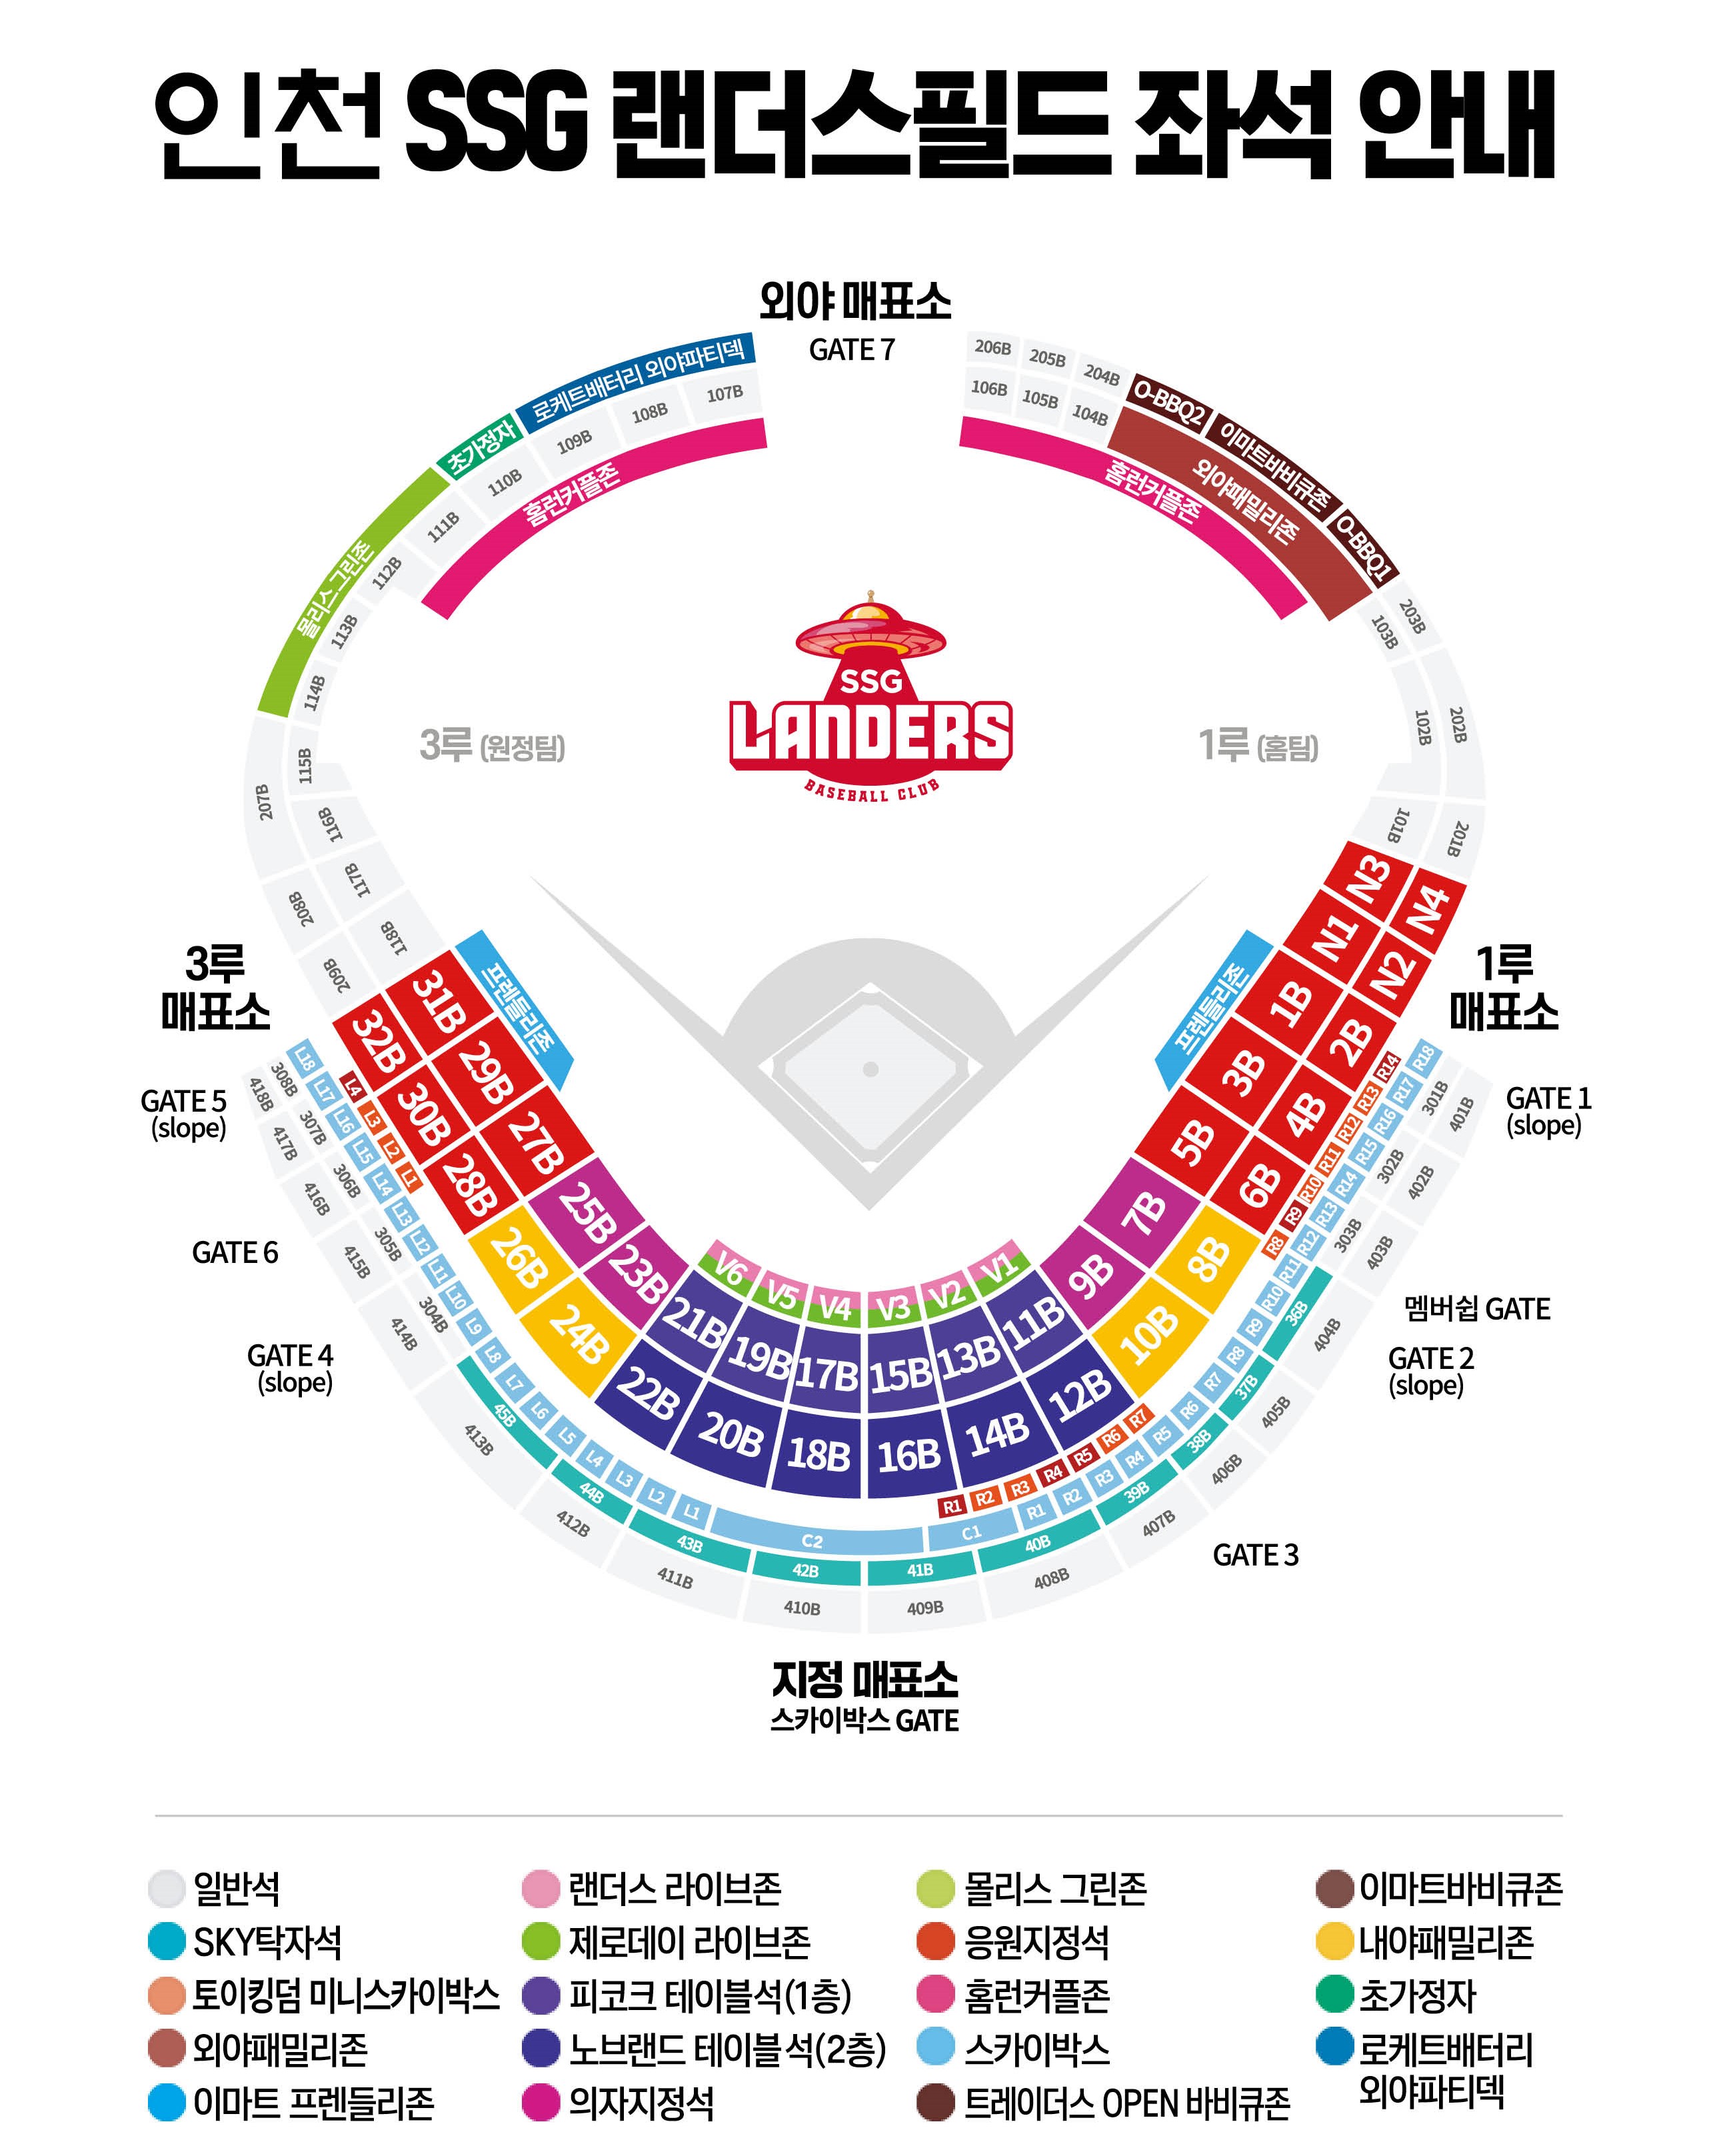 인천 SSG 랜더스필드 좌석 안내
외야 매표소
GATE 7
로케트배터리 외야파티덱
초가정자
몰리스 그린존
107B
108B
109B
110B
111B
112B
113B
114B
115B
116B
117B
118B
207B
208B
209B
홈런커플존
206B
205B
204B
106B
105B
104B
O-BBQ2
이마트바비큐존
O-BBQ1
외야패밀리존
홈런커플존
203B
103B
202B
102B
201B
101B
SSG
LANDERS
BASEBALL CLUB
3루 (원정팀)
1루 (홈팀)
3루
매표소
1루
매표소
프렌들리존
프렌들리존
N3
N4
N1
N2
1B
2B
3B
4B
5B
6B
7B
8B
9B
10B
11B
12B
13B
14B
15B
16B
17B
18B
19B
20B
21B
22B
23B
24B
25B
26B
27B
28B
29B
30B
31B
32B
V6
V5
V4
V3
V2
V1
L4
L3
L2
L1
L18
L17
L16
L15
L14
L13
L12
L11
L10
L9
L8
L7
L6
L5
L4
L3
L2
L1
C2
C1
R1
R2
R3
R4
R5
R6
R7
R8
R9
R10
R11
R12
R13
R14
R15
R16
R17
R18
R1
R2
R3
R4
R5
R6
R7
R8
R9
R10
R11
R12
R13
R14
308B
307B
306B
305B
304B
301B
302B
303B
36B
37B
38B
39B
40B
41B
42B
43B
44B
45B
418B
417B
416B
415B
414B
413B
412B
411B
410B
409B
408B
407B
406B
405B
404B
403B
402B
401B
GATE 5
(slope)
GATE 6
GATE 4
(slope)
GATE 1
(slope)
멤버쉽 GATE
GATE 2
(slope)
GATE 3
지정 매표소
스카이박스 GATE
일반석
SKY탁자석
토이킹덤 미니스카이박스
외야패밀리존
이마트 프렌들리존
랜더스 라이브존
제로데이 라이브존
피코크 테이블석(1층)
노브랜드 테이블석(2층)
의자지정석
몰리스 그린존
응원지정석
홈런커플존
스카이박스
트레이더스 OPEN 바비큐존
이마트바비큐존
내야패밀리존
초가정자
로케트배터리
외야파티덱